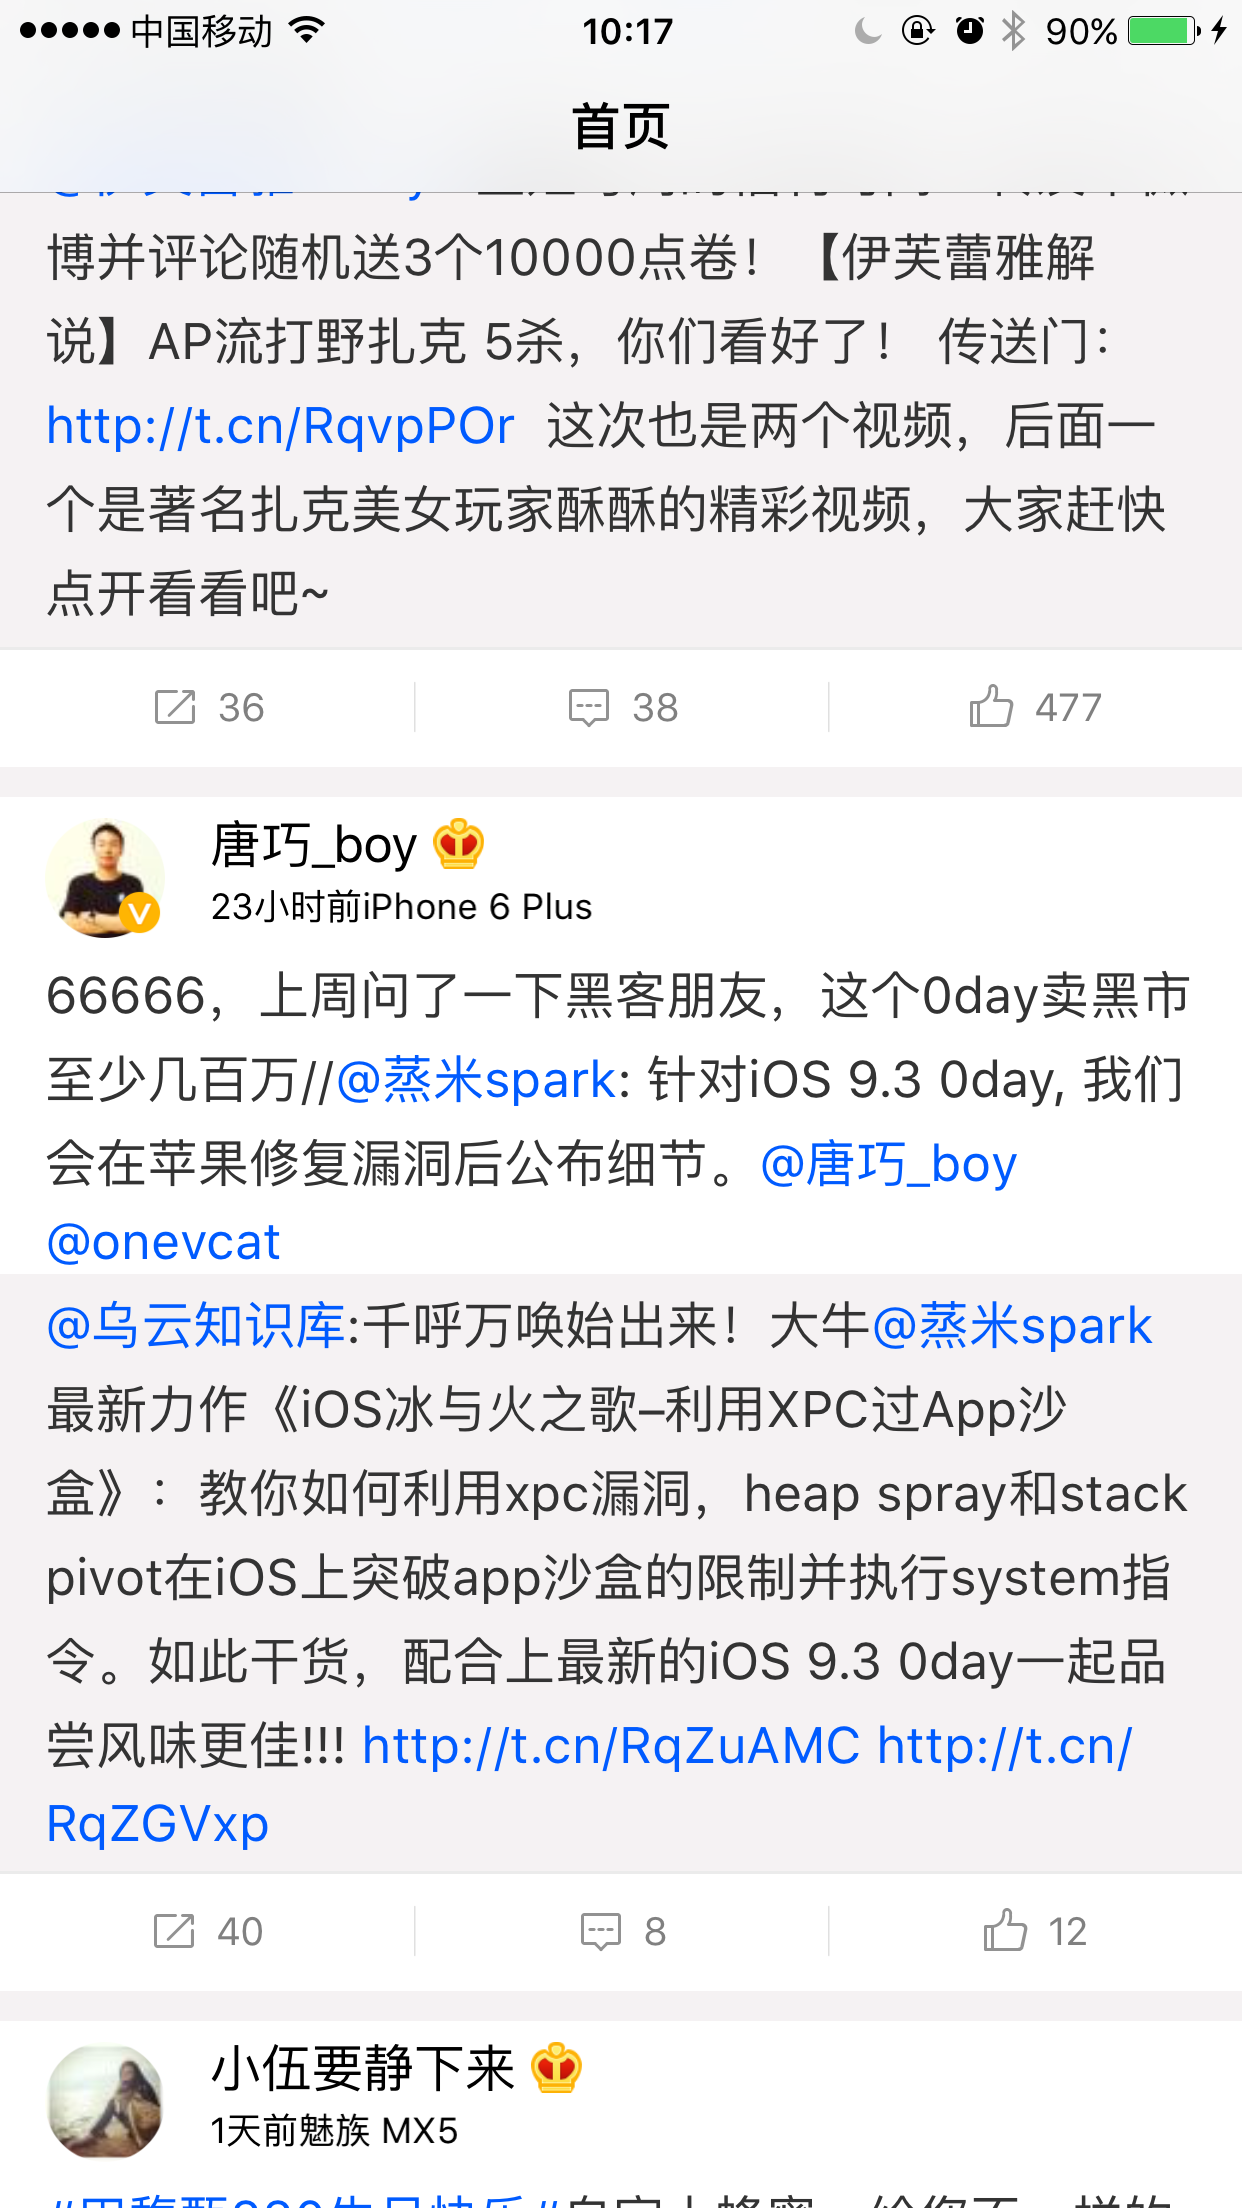 中国移动 10:17 90%
首页
博并评论随机送3个10000点卷！【伊芙蕾雅解
说】AP流打野扎克 5杀，你们看好了！ 传送门：
http://t.cn/RqvpPOr 这次也是两个视频，后面一
个是著名扎克美女玩家酥酥的精彩视频，大家赶快
点开看看吧~
36 38 477
唐巧_boy
23小时前iPhone 6 Plus
66666，上周问了一下黑客朋友，这个0day卖黑市
至少几百万//@蒸米spark: 针对iOS 9.3 0day, 我们
会在苹果修复漏洞后公布细节。@唐巧_boy
@onevcat
@乌云知识库:千呼万唤始出来！大牛@蒸米spark
最新力作《iOS冰与火之歌–利用XPC过App沙
盒》：教你如何利用xpc漏洞，heap spray和stack
pivot在iOS上突破app沙盒的限制并执行system指
令。如此干货，配合上最新的iOS 9.3 0day一起品
尝风味更佳!!! http://t.cn/RqZuAMC http://t.cn/
RqZGVxp
40 8 12
小伍要静下来
1天前魅族 MX5